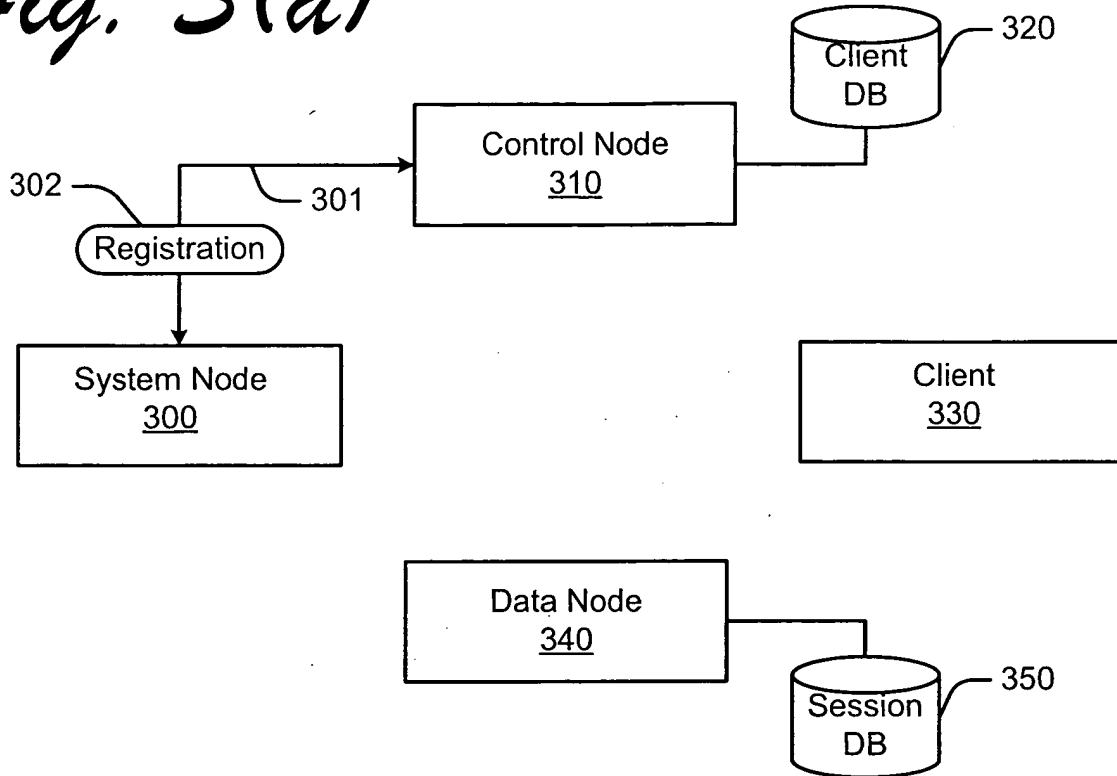 Fig. 3(a)
Client
DB
320
Control Node
310
302
301
Registration
System Node
300
Client
330
Data Node
340
350
Session
DB